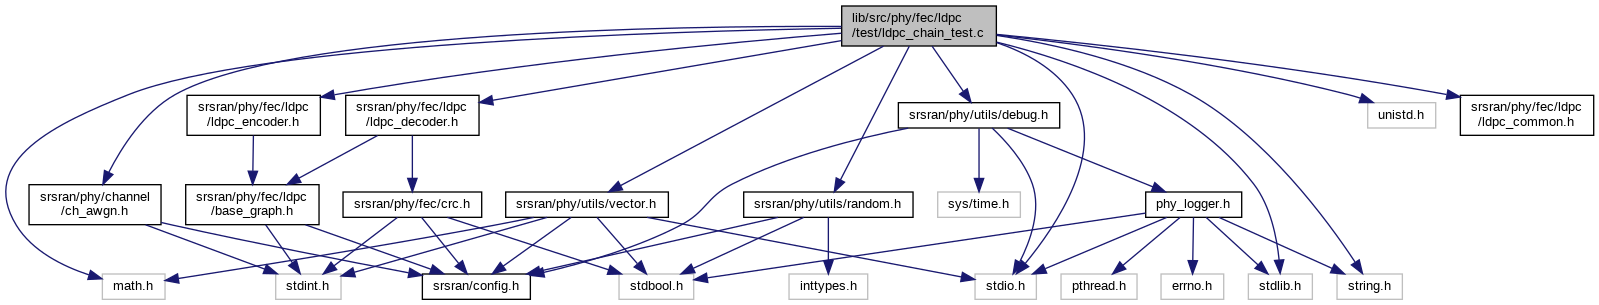 lib/src/phy/fec/ldpc
/test/ldpc_chain_test.c
srsran/phy/fec/ldpc
/ldpc_encoder.h
srsran/phy/fec/ldpc
/ldpc_decoder.h
srsran/phy/utils/debug.h
unistd.h
srsran/phy/fec/ldpc
/ldpc_common.h
srsran/phy/channel
/ch_awgn.h
srsran/phy/fec/ldpc
/base_graph.h
srsran/phy/fec/crc.h
srsran/phy/utils/vector.h
srsran/phy/utils/random.h
sys/time.h
phy_logger.h
math.h
stdint.h
srsran/config.h
stdbool.h
inttypes.h
stdio.h
pthread.h
errno.h
stdlib.h
string.h